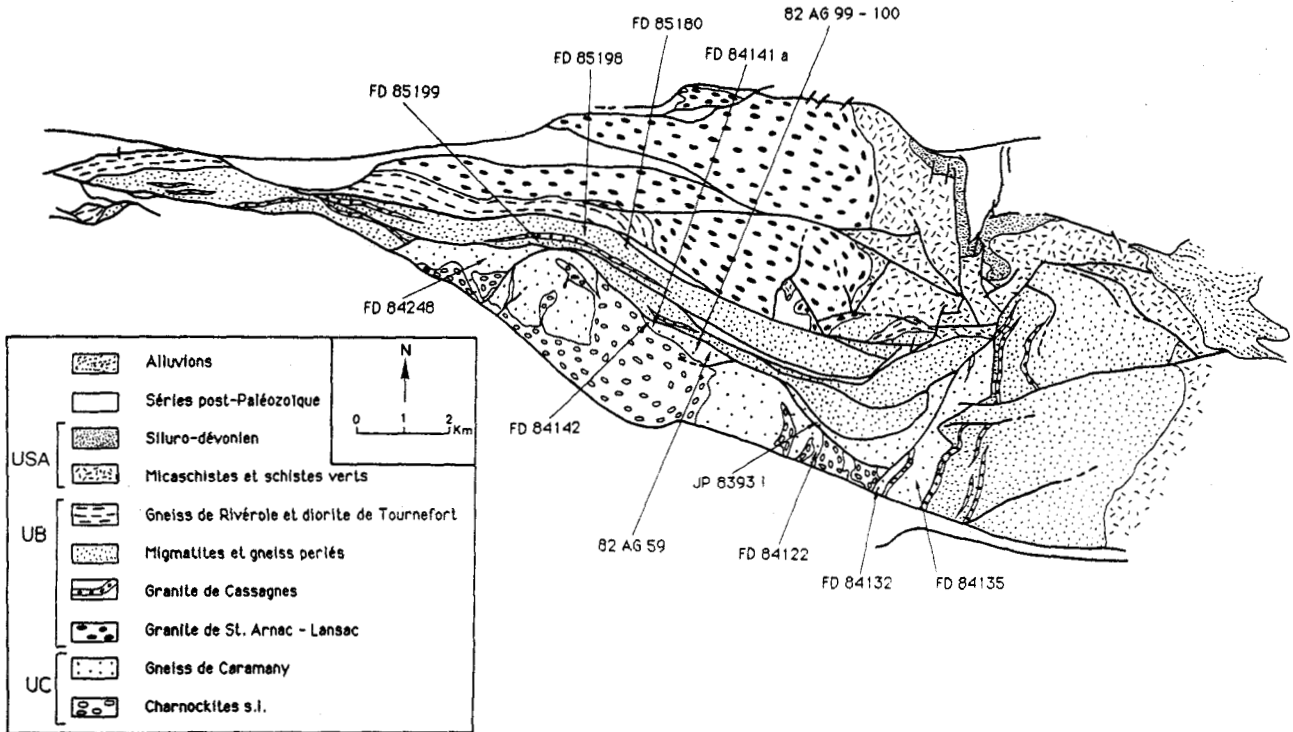 82 AG 99 - 100
FD 85180
FD 84141 a
FD 85198
FD 85199
FD 84248
FD 84142
JP 8393 i
82 AG 59
FD 84122
FD 84132
FD 84135
N
0 1 2
Km
Alluvions
Séries post-Paléozoïque
USA
Siluro-dévonien
Micaschistes et schistes verts
UB
Gneiss de Rivérole et diorite de Tournefort
Migmatites et gneiss perlés
Granite de Cassagnes
Granite de St. Arnac - Lansac
UC
Gneiss de Caramany
Charnockites s.l.